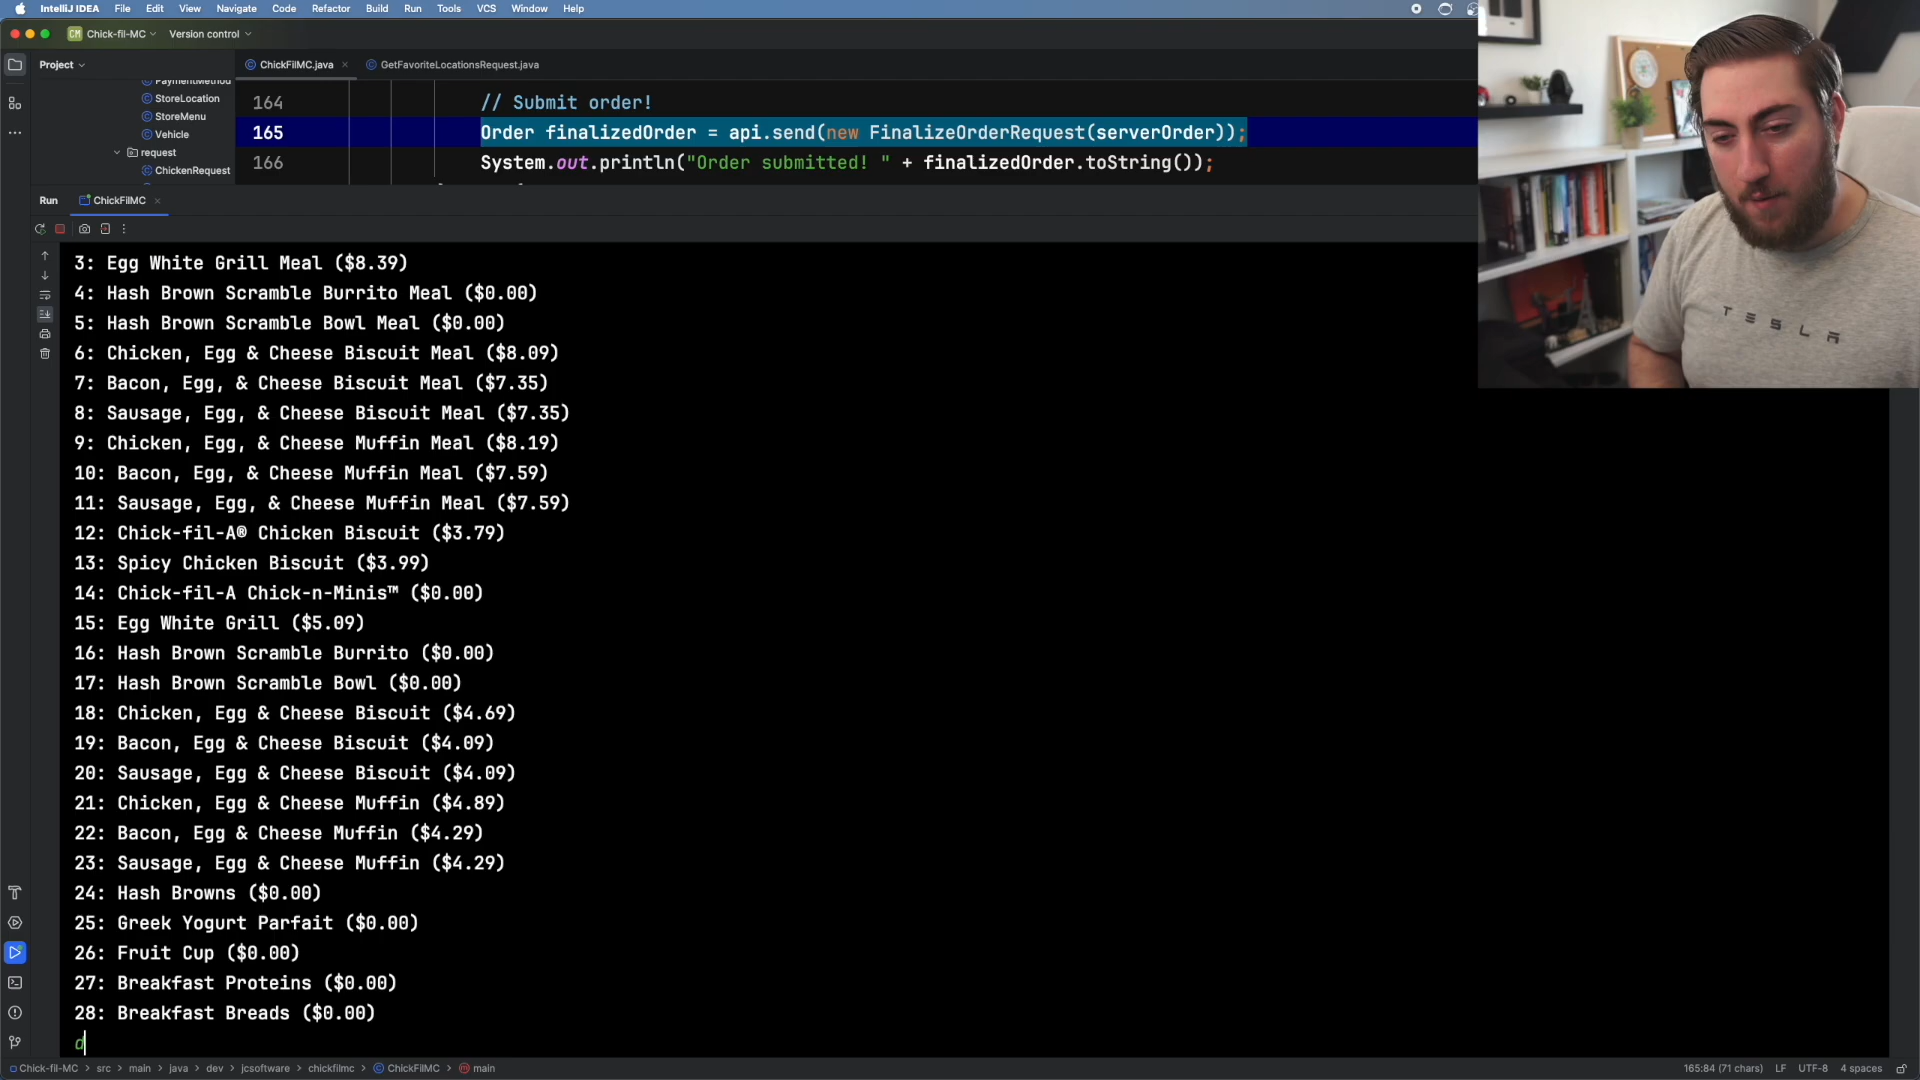 IntelliJ IDEA File Edit View Navigate Code Refactor Build Run Tools VCS Window Help
CM Chick-fil-MC Version control
Project
ChickFilMC.java GetFavoriteLocationsRequest.java
PaymentMethod
StoreLocation
StoreMenu
Vehicle
request
ChickenRequest
164 // Submit order!
165 Order finalizedOrder = api.send(new FinalizeOrderRequest(serverOrder));
166 System.out.println("Order submitted! " + finalizedOrder.toString());
Run ChickFilMC
3: Egg White Grill Meal ($8.39)
4: Hash Brown Scramble Burrito Meal ($0.00)
5: Hash Brown Scramble Bowl Meal ($0.00)
6: Chicken, Egg & Cheese Biscuit Meal ($8.09)
7: Bacon, Egg, & Cheese Biscuit Meal ($7.35)
8: Sausage, Egg, & Cheese Biscuit Meal ($7.35)
9: Chicken, Egg, & Cheese Muffin Meal ($8.19)
10: Bacon, Egg, & Cheese Muffin Meal ($7.59)
11: Sausage, Egg, & Cheese Muffin Meal ($7.59)
12: Chick-fil-A® Chicken Biscuit ($3.79)
13: Spicy Chicken Biscuit ($3.99)
14: Chick-fil-A Chick-n-Minis™ ($0.00)
15: Egg White Grill ($5.09)
16: Hash Brown Scramble Burrito ($0.00)
17: Hash Brown Scramble Bowl ($0.00)
18: Chicken, Egg & Cheese Biscuit ($4.69)
19: Bacon, Egg & Cheese Biscuit ($4.09)
20: Sausage, Egg & Cheese Biscuit ($4.09)
21: Chicken, Egg & Cheese Muffin ($4.89)
22: Bacon, Egg & Cheese Muffin ($4.29)
23: Sausage, Egg & Cheese Muffin ($4.29)
24: Hash Browns ($0.00)
25: Greek Yogurt Parfait ($0.00)
26: Fruit Cup ($0.00)
27: Breakfast Proteins ($0.00)
28: Breakfast Breads ($0.00)
d
Chick-fil-MC > src > main > java > dev > jcsoftware > chickfilmc > ChickFilMC > main
165:84 (71 chars) LF UTF-8 4 spaces
TESLA